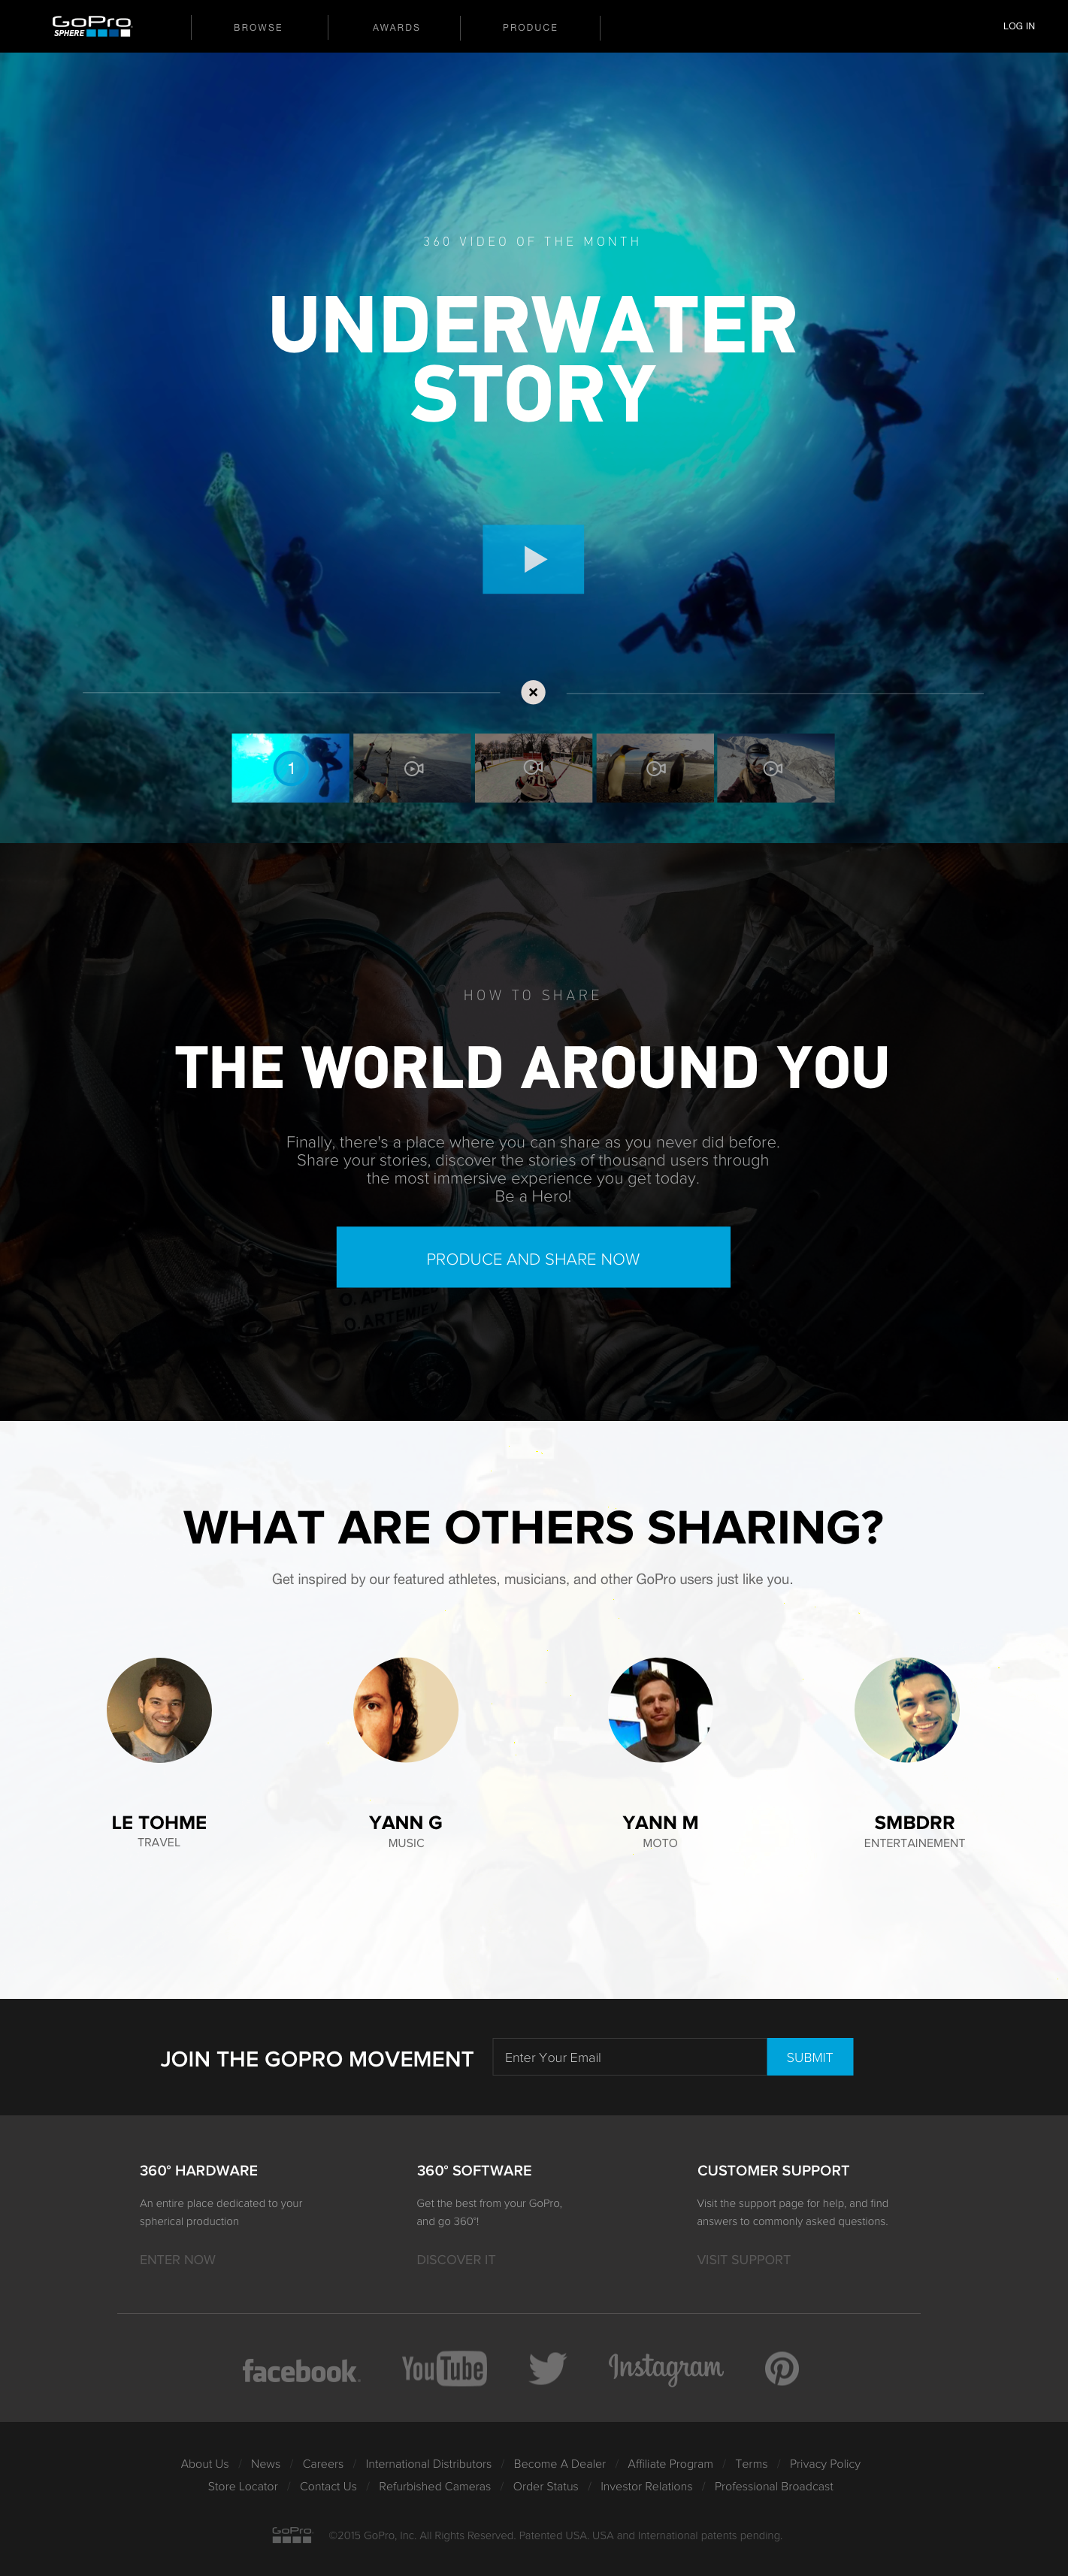 GoPro
SPHERE
BROWSE
AWARDS
PRODUCE
LOG IN
360 VIDEO OF THE MONTH
UNDERWATER
STORY
1
HOW TO SHARE
THE WORLD AROUND YOU
Finally, there's a place where you can share as you never did before.
Share your stories, discover the stories of thousand users through
the most immersive experience you get today.
Be a Hero!
PRODUCE AND SHARE NOW
O. ARTEMIEV
WHAT ARE OTHERS SHARING?
Get inspired by our featured athletes, musicians, and other GoPro users just like you.
LE TOHME
TRAVEL
YANN G
MUSIC
YANN M
MOTO
SMBDRR
ENTERTAINEMENT
JOIN THE GOPRO MOVEMENT
Enter Your Email
SUBMIT
360° HARDWARE
An entire place dedicated to your
spherical production
ENTER NOW
360° SOFTWARE
Get the best from your GoPro,
and go 360°!
DISCOVER IT
CUSTOMER SUPPORT
Visit the support page for help, and find
answers to commonly asked questions.
VISIT SUPPORT
facebook
YouTube
Instagram
About Us / News / Careers / International Distributors / Become A Dealer / Affiliate Program / Terms / Privacy Policy
Store Locator / Contact Us / Refurbished Cameras / Order Status / Investor Relations / Professional Broadcast
GoPro
©2015 GoPro, Inc. All Rights Reserved. Patented USA. USA and International patents pending.